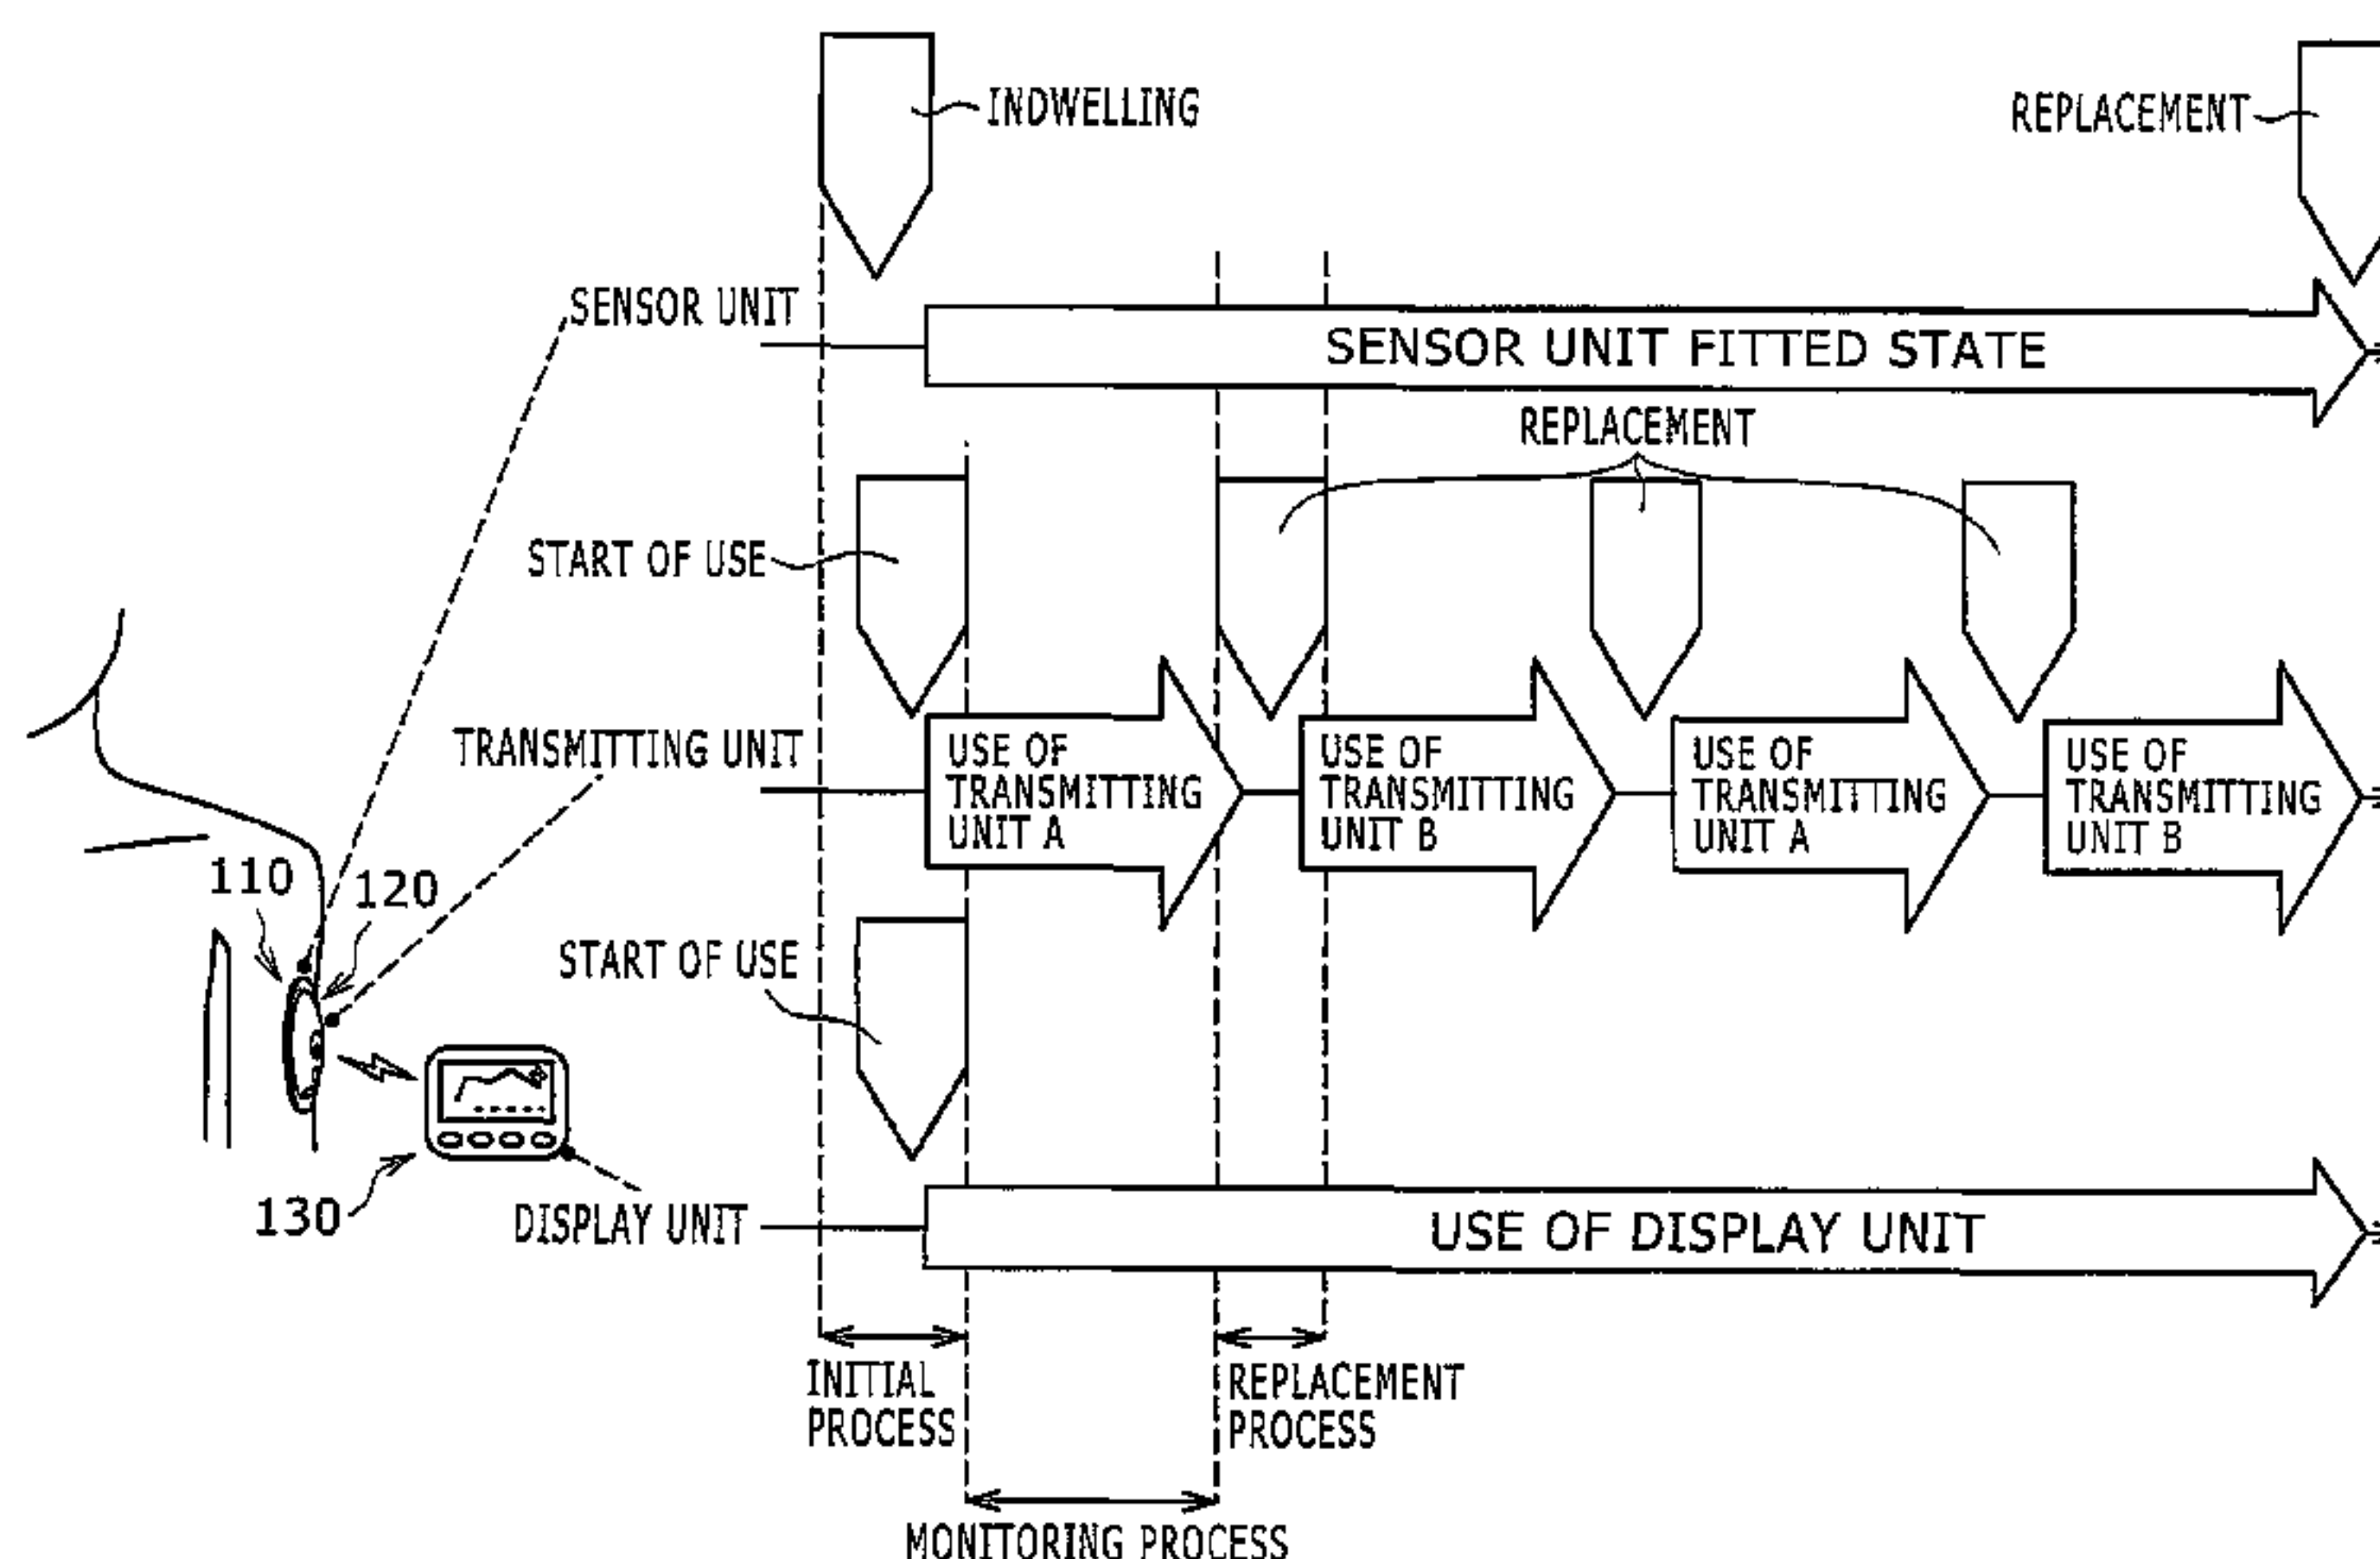 INDWELLING
REPLACEMENT
SENSOR UNIT
SENSOR UNIT FITTED STATE
REPLACEMENT
START OF USE
TRANSMITTING UNIT
USE OF
TRANSMITTING
UNIT A
USE OF
TRANSMITTING
UNIT B
USE OF
TRANSMITTING
UNIT A
USE OF
TRANSMITTING
UNIT B
110
120
START OF USE
130
DISPLAY UNIT
USE OF DISPLAY UNIT
INITIAL
PROCESS
REPLACEMENT
PROCESS
MONITORING PROCESS